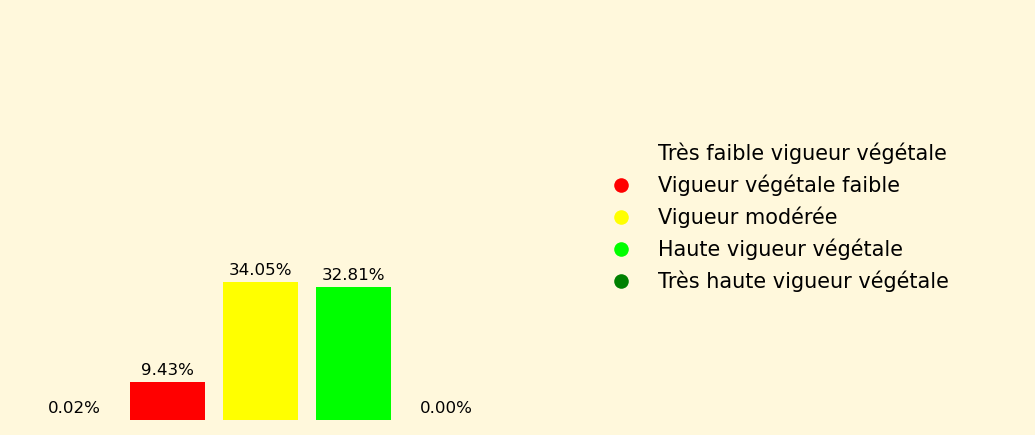 Très faible vigueur végétale
Vigueur végétale faible
Vigueur modérée
Haute vigueur végétale
Très haute vigueur végétale
34.05%
32.81%
9.43%
0.02%
0.00%